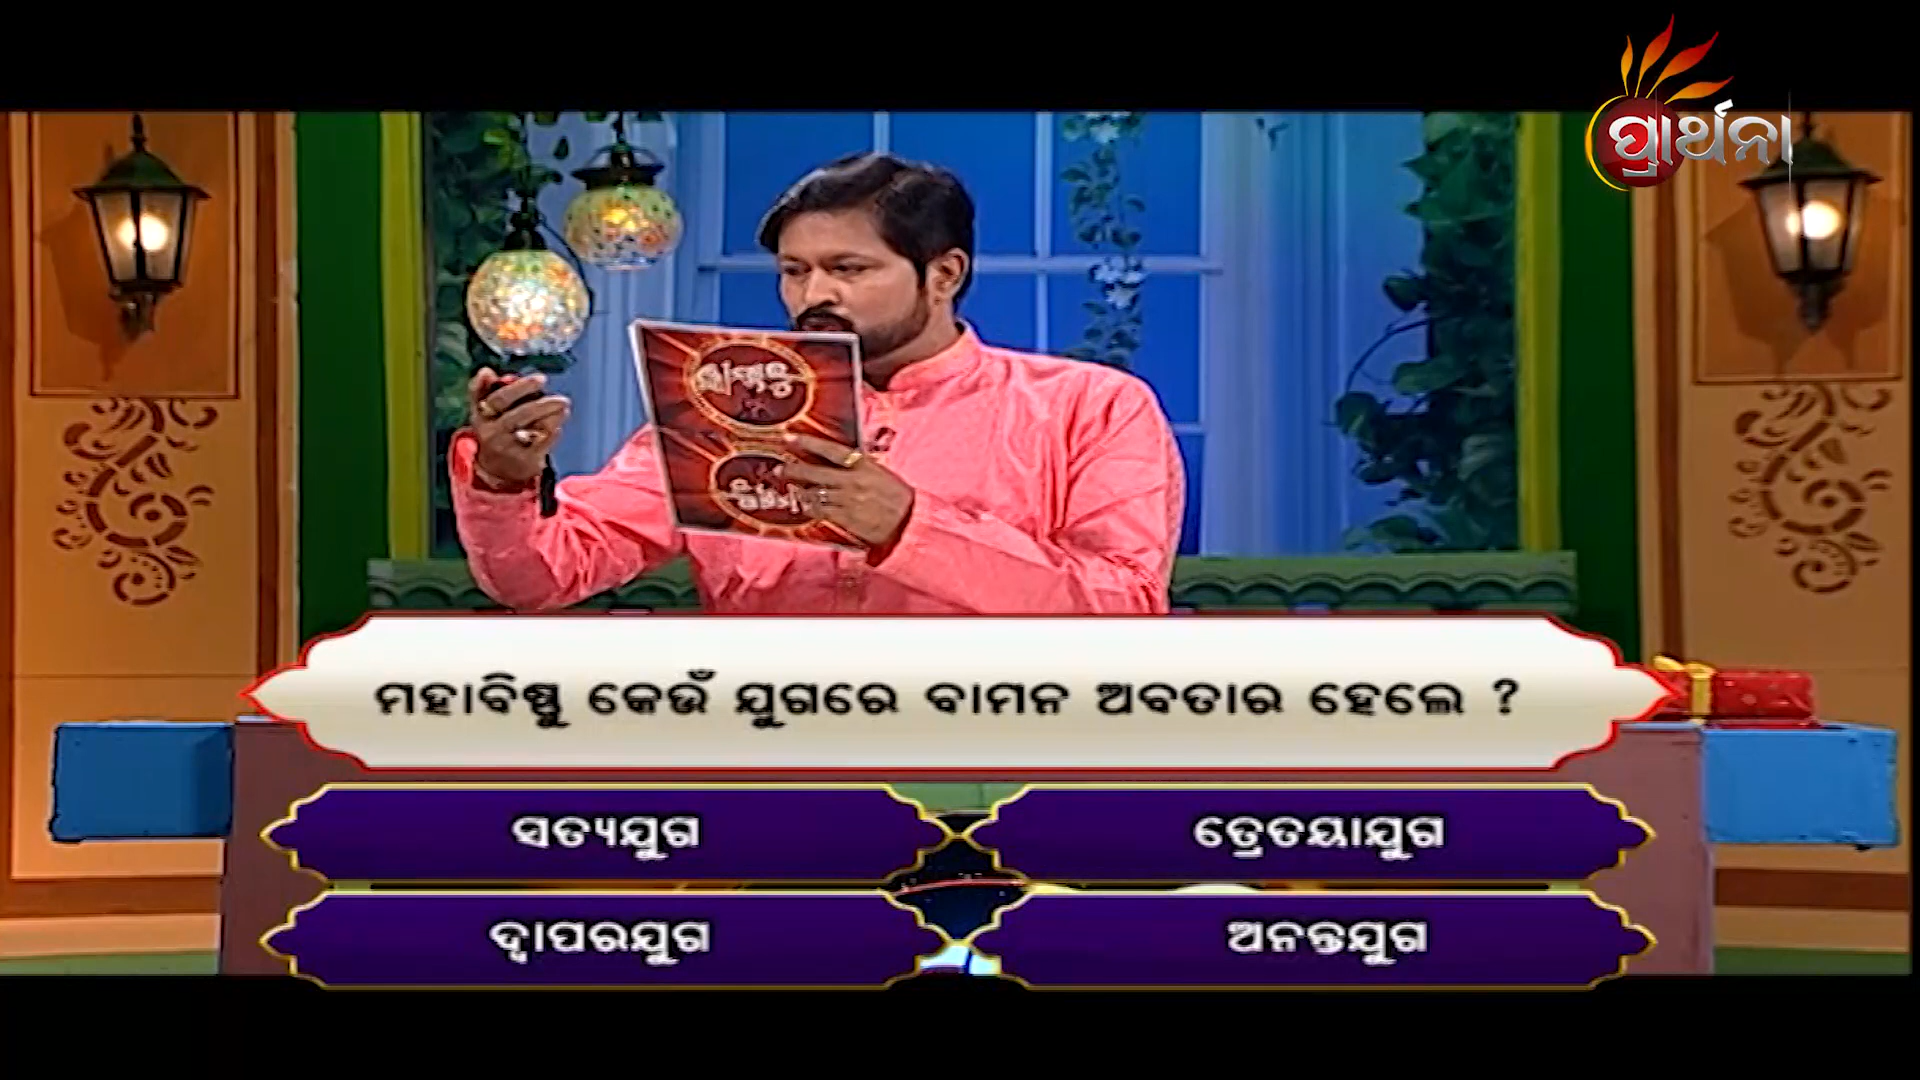 ପ୍ରାର୍ଥନା
ମହାବିଷ୍ଣୁ କେଉଁ ଯୁଗରେ ବାମନ ଅବତାର ହେଲେ ?
ସତ୍ୟଯୁଗ
ତ୍ରେତୟାଯୁଗ
ଦ୍ୱାପରଯୁଗ
ଅନନ୍ତଯୁଗ